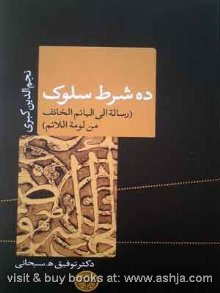 نجم‌الدین کبری
ده شرط سلوک
(رسالة الی الهائم الخائف
من لومة اللائم)
دکتر توفیق ه. سبحانی
visit & buy books at: www.ashja.com